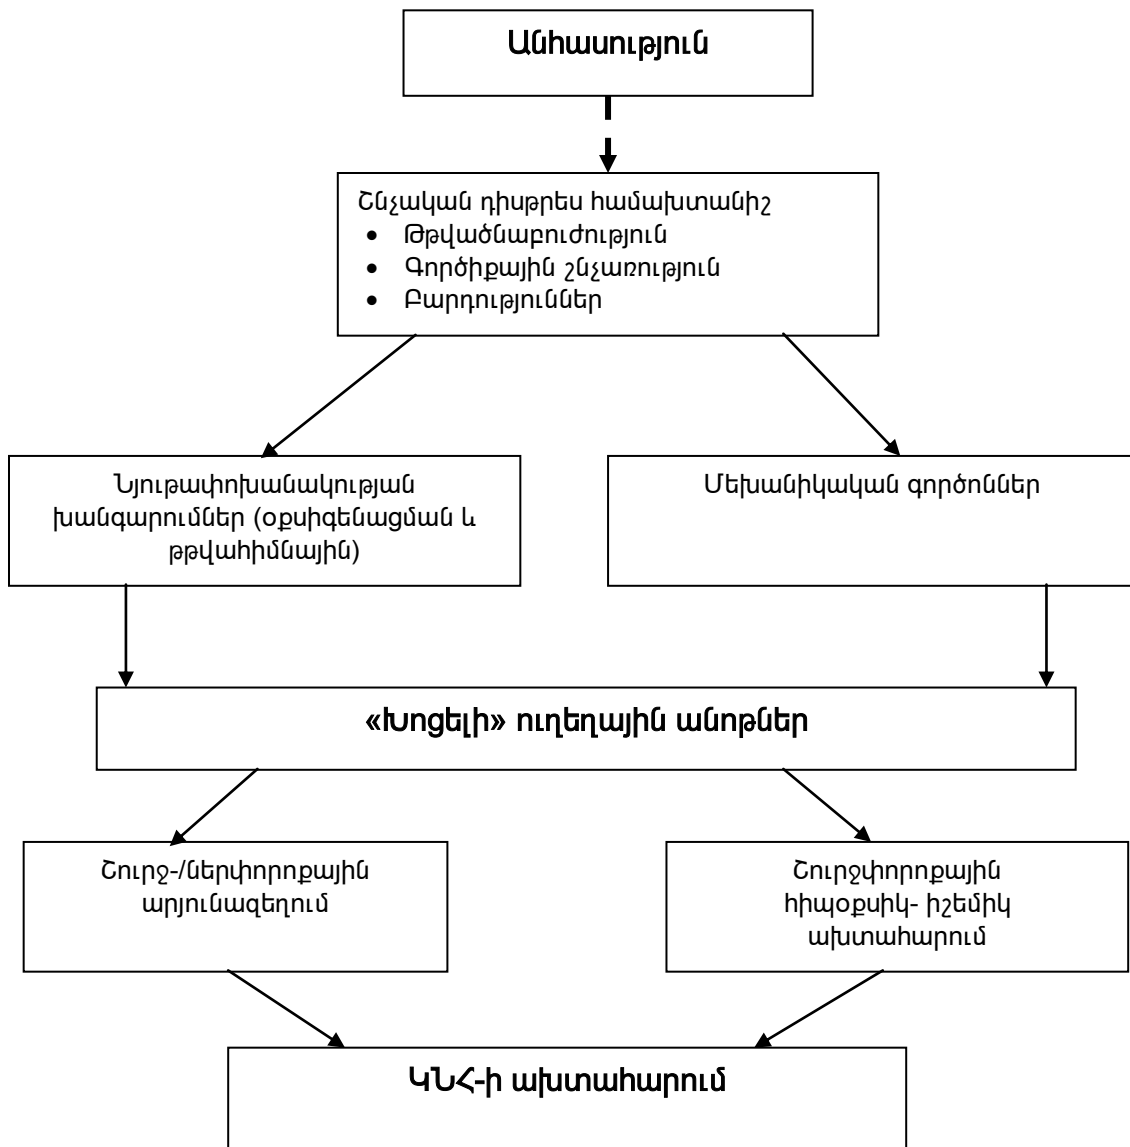 Անհասություն
Շնչական դիսթրես համախտանիշ
• Թթվածնաբուժություն
• Գործիքային շնչառություն
• Բարդություններ
Նյութափոխանակության
խանգարումներ (օքսիգենացման և
թթվահիմնային)
Մեխանիկական գործոններ
«Խոցելի» ուղեղային անոթներ
Շուրջ-/ներփորոքային
արյունազեղում
Շուրջփորոքային
հիպօքսիկ- իշեմիկ
ախտահարում
ԿՆՀ-ի ախտահարում